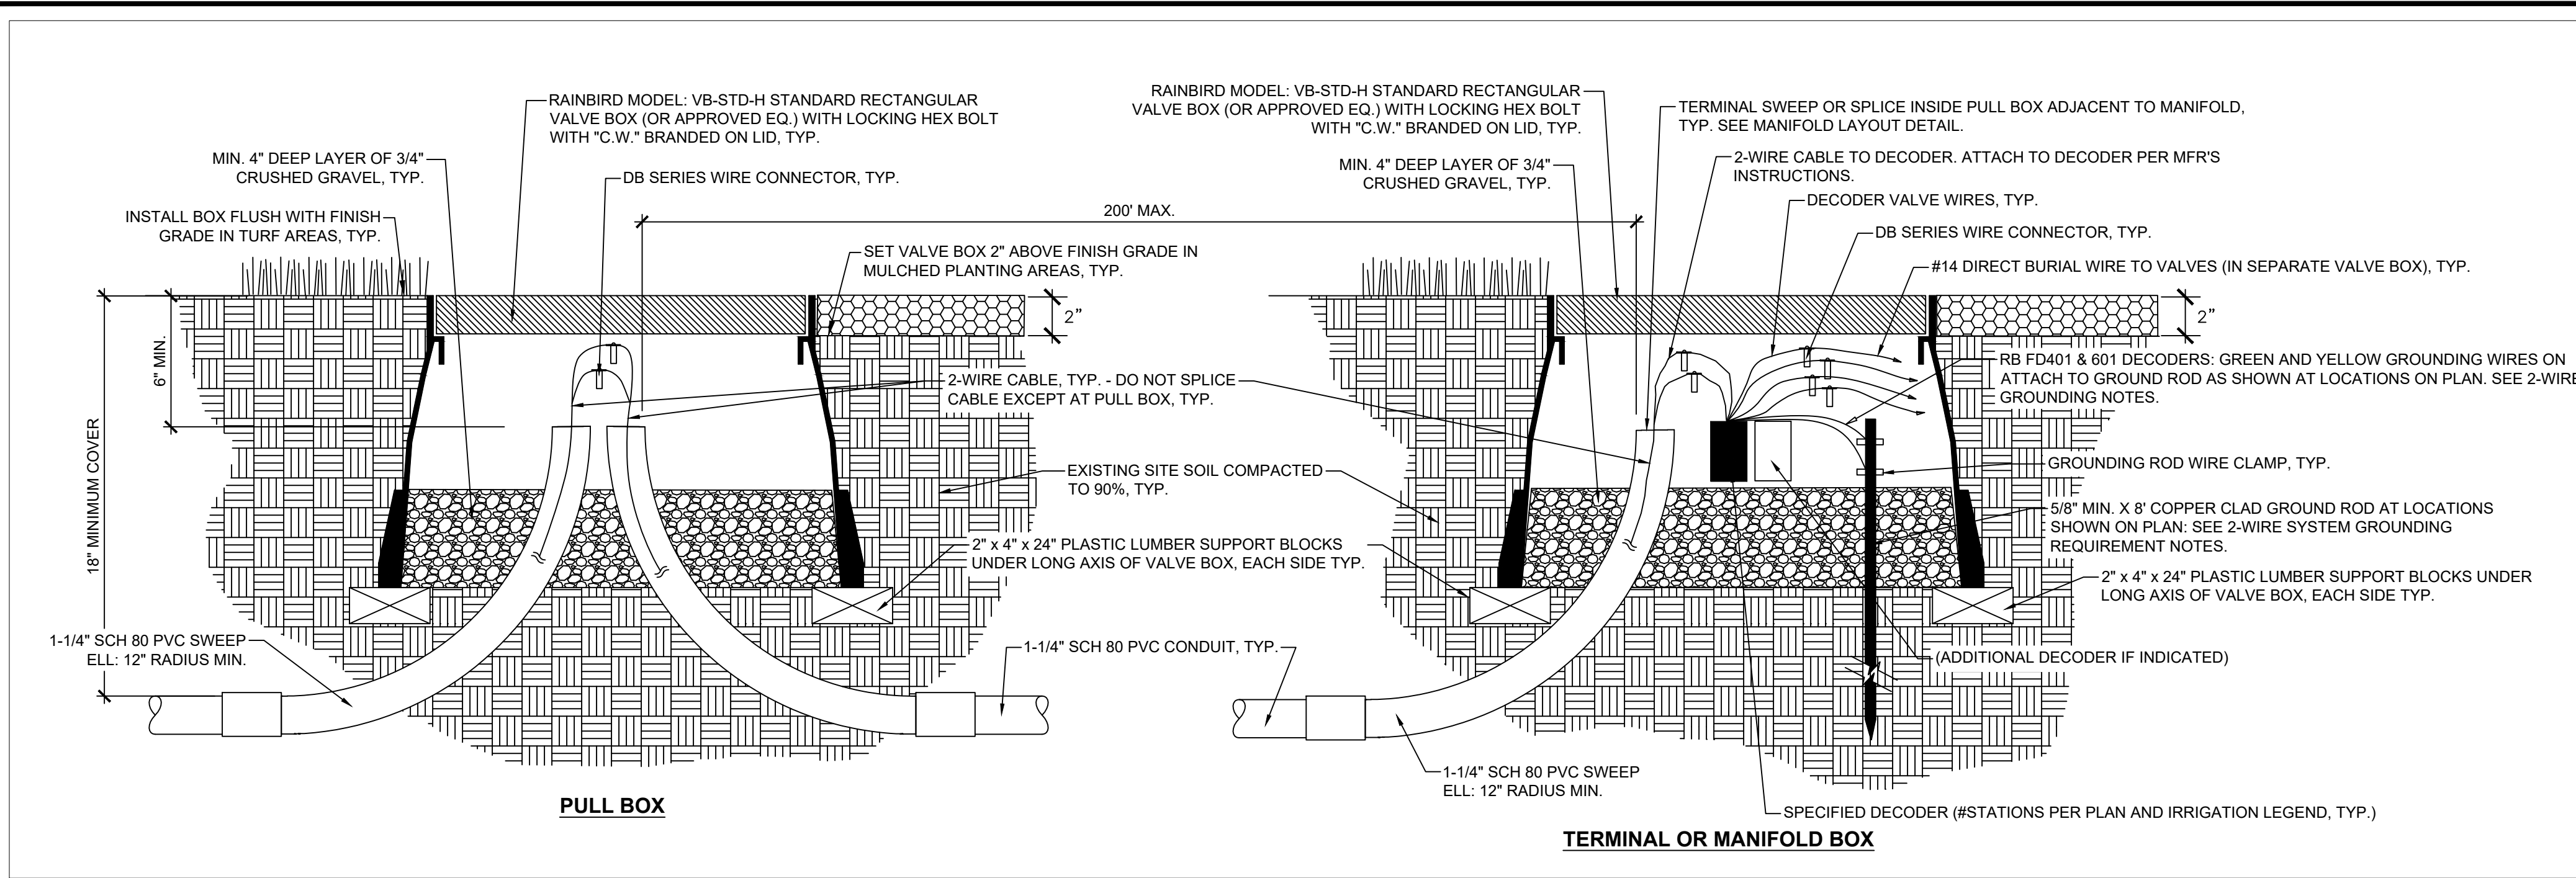 RAINBIRD MODEL: VB-STD-H STANDARD RECTANGULAR
VALVE BOX (OR APPROVED EQ.) WITH LOCKING HEX BOLT
WITH "C.W." BRANDED ON LID, TYP.
MIN. 4" DEEP LAYER OF 3/4"
CRUSHED GRAVEL, TYP.
DB SERIES WIRE CONNECTOR, TYP.
INSTALL BOX FLUSH WITH FINISH
GRADE IN TURF AREAS, TYP.
200' MAX.
SET VALVE BOX 2" ABOVE FINISH GRADE IN
MULCHED PLANTING AREAS, TYP.
2"
6" MIN.
18" MINIMUM COVER
2-WIRE CABLE, TYP. - DO NOT SPLICE
CABLE EXCEPT AT PULL BOX, TYP.
EXISTING SITE SOIL COMPACTED
TO 90%, TYP.
2" x 4" x 24" PLASTIC LUMBER SUPPORT BLOCKS
UNDER LONG AXIS OF VALVE BOX, EACH SIDE TYP.
1-1/4" SCH 80 PVC SWEEP
ELL: 12" RADIUS MIN.
1-1/4" SCH 80 PVC CONDUIT, TYP.
PULL BOX
RAINBIRD MODEL: VB-STD-H STANDARD RECTANGULAR
VALVE BOX (OR APPROVED EQ.) WITH LOCKING HEX BOLT
WITH "C.W." BRANDED ON LID, TYP.
MIN. 4" DEEP LAYER OF 3/4"
CRUSHED GRAVEL, TYP.
TERMINAL SWEEP OR SPLICE INSIDE PULL BOX ADJACENT TO MANIFOLD,
TYP. SEE MANIFOLD LAYOUT DETAIL.
2-WIRE CABLE TO DECODER. ATTACH TO DECODER PER MFR'S
INSTRUCTIONS.
DECODER VALVE WIRES, TYP.
DB SERIES WIRE CONNECTOR, TYP.
#14 DIRECT BURIAL WIRE TO VALVES (IN SEPARATE VALVE BOX), TYP.
2"
RB FD401 & 601 DECODERS: GREEN AND YELLOW GROUNDING WIRES ON
ATTACH TO GROUND ROD AS SHOWN AT LOCATIONS ON PLAN. SEE 2-WIRE
GROUNDING NOTES.
GROUNDING ROD WIRE CLAMP, TYP.
5/8" MIN. X 8' COPPER CLAD GROUND ROD AT LOCATIONS
SHOWN ON PLAN: SEE 2-WIRE SYSTEM GROUNDING
REQUIREMENT NOTES.
2" x 4" x 24" PLASTIC LUMBER SUPPORT BLOCKS UNDER
LONG AXIS OF VALVE BOX, EACH SIDE TYP.
(ADDITIONAL DECODER IF INDICATED)
1-1/4" SCH 80 PVC SWEEP
ELL: 12" RADIUS MIN.
SPECIFIED DECODER (#STATIONS PER PLAN AND IRRIGATION LEGEND, TYP.)
TERMINAL OR MANIFOLD BOX